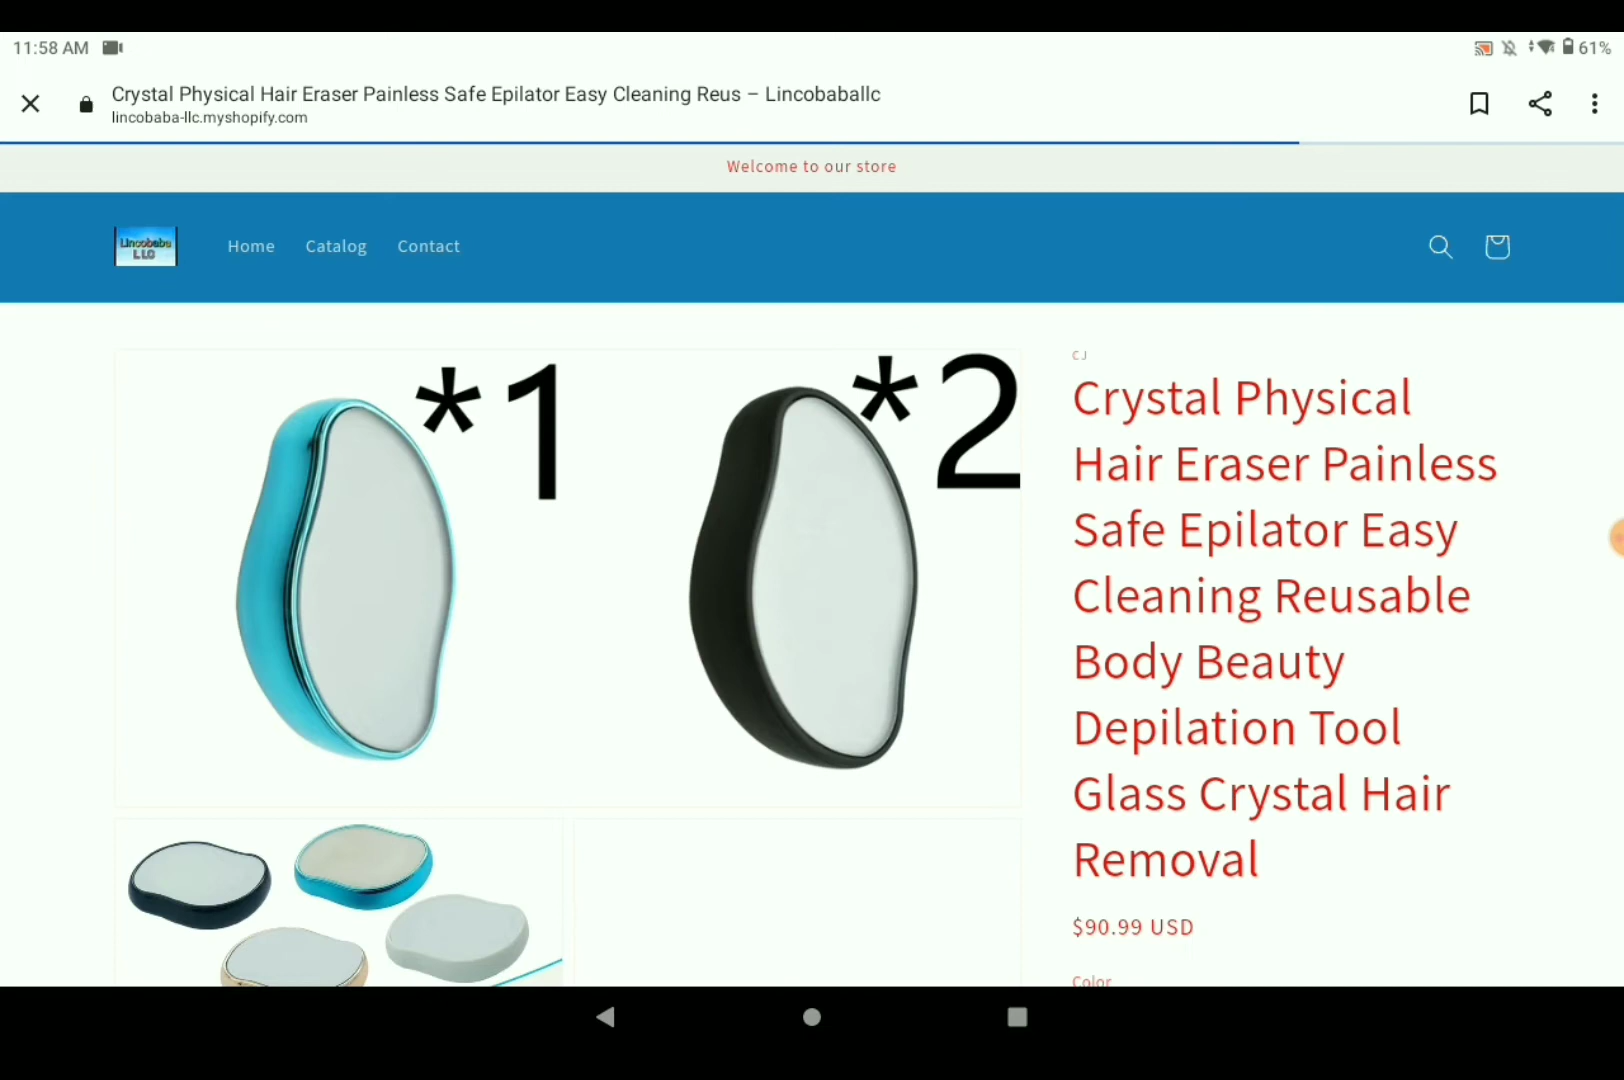 11:58 AM
61%
Crystal Physical Hair Eraser Painless Safe Epilator Easy Cleaning Reus – Lincobaballc
lincobaba-llc.myshopify.com
Welcome to our store
Lincobaba
LLC
Home Catalog Contact
*1
*2
CJ
Crystal Physical
Hair Eraser Painless
Safe Epilator Easy
Cleaning Reusable
Body Beauty
Depilation Tool
Glass Crystal Hair
Removal
$90.99 USD
Color